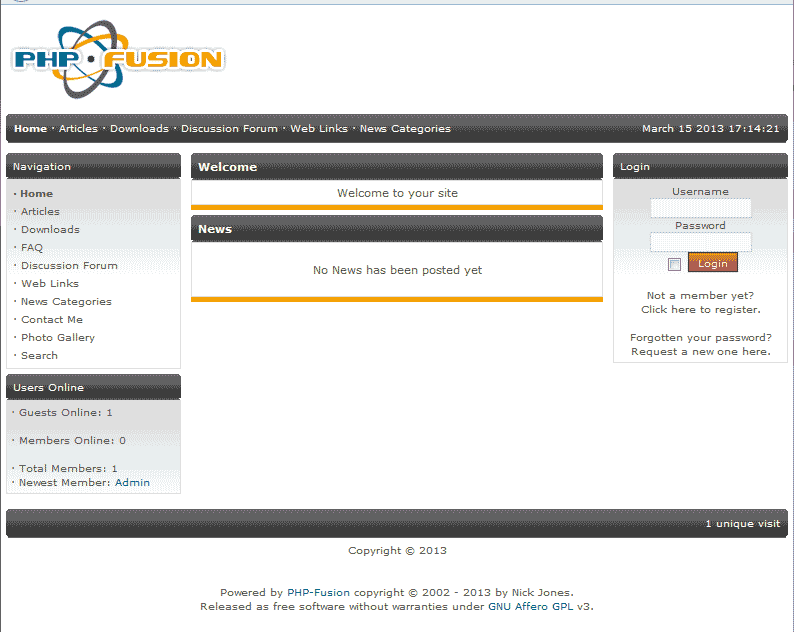 PHP FUSION
Home · Articles · Downloads · Discussion Forum · Web Links · News Categories
March 15 2013 17:14:21
Navigation
· Home
· Articles
· Downloads
· FAQ
· Discussion Forum
· Web Links
· News Categories
· Contact Me
· Photo Gallery
· Search
Users Online
· Guests Online: 1
· Members Online: 0
· Total Members: 1
· Newest Member: Admin
Welcome
Welcome to your site
News
No News has been posted yet
Login
Username
Password
Login
Not a member yet?
Click here to register.
Forgotten your password?
Request a new one here.
1 unique visit
Copyright © 2013
Powered by PHP-Fusion copyright © 2002 - 2013 by Nick Jones.
Released as free software without warranties under GNU Affero GPL v3.